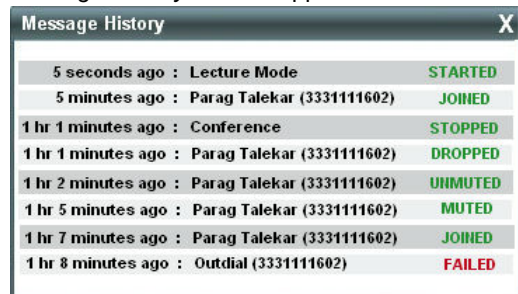 Message History X
5 seconds ago : Lecture Mode STARTED
5 minutes ago : Parag Talekar (3331111602) JOINED
1 hr 1 minutes ago : Conference STOPPED
1 hr 1 minutes ago : Parag Talekar (3331111602) DROPPED
1 hr 2 minutes ago : Parag Talekar (3331111602) UNMUTED
1 hr 5 minutes ago : Parag Talekar (3331111602) MUTED
1 hr 7 minutes ago : Parag Talekar (3331111602) JOINED
1 hr 8 minutes ago : Outdial (3331111602) FAILED